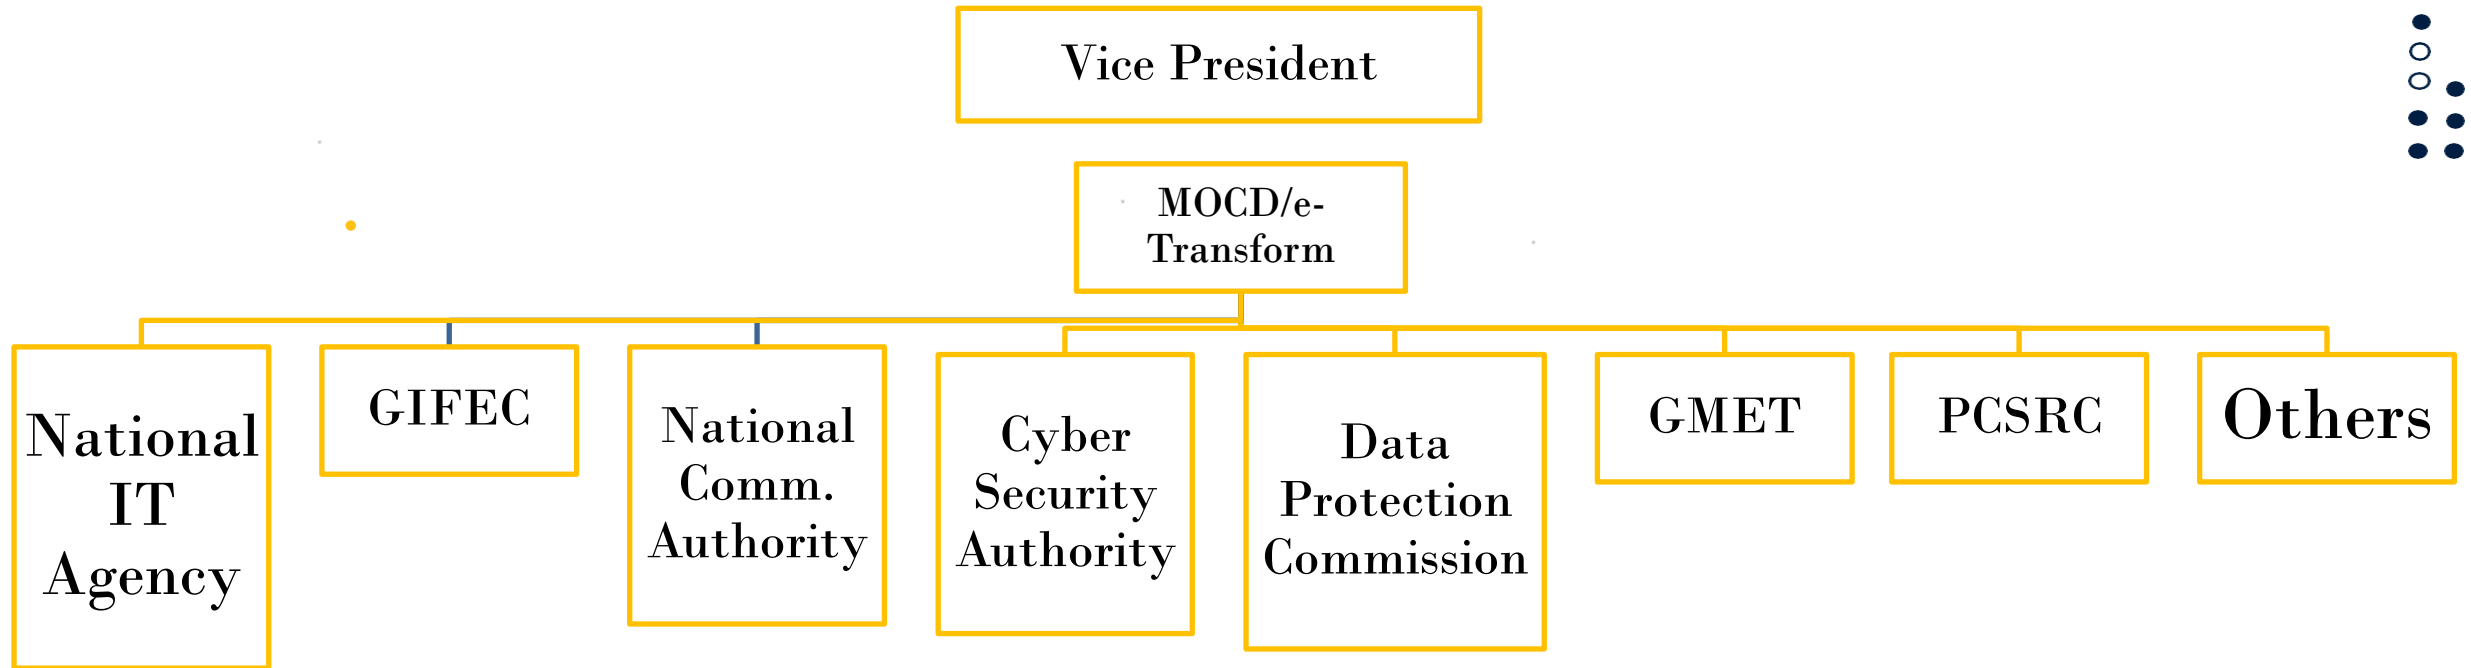 Vice President
MOCD/e-
Transform
National
IT
Agency
GIFEC
National
Comm.
Authority
Cyber
Security
Authority
Data
Protection
Commission
GMET
PCSRC
Others